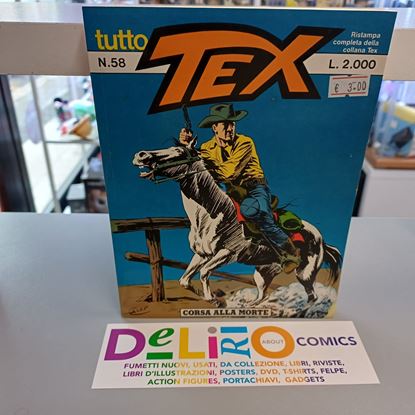 tutto
TEX
N.58
Ristampa
completa della
collana Tex
L. 2.000
€ 3.00
CORSA ALLA MORTE
DeLiRiO ABOUT COMICS
FUMETTI NUOVI, USATI, DA COLLEZIONE, LIBRI, RIVISTE,
LIBRI D'ILLUSTRAZIONI, POSTERS, DVD, T-SHIRTS, FELPE,
ACTION FIGURES, PORTACHIAVI, GADGETS